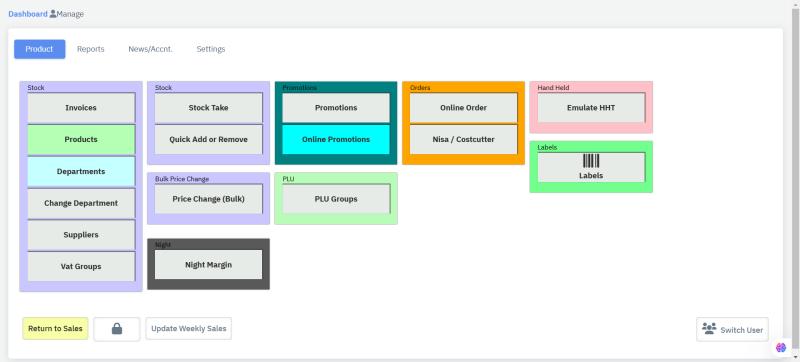 Dashboard Manage
Product Reports News/Accnt. Settings
Stock
Invoices
Products
Departments
Change Department
Suppliers
Vat Groups
Stock
Stock Take
Quick Add or Remove
Bulk Price Change
Price Change (Bulk)
Night
Night Margin
Promotions
Promotions
Online Promotions
PLU
PLU Groups
Orders
Online Order
Nisa / Costcutter
Hand Held
Emulate HHT
Labels
Labels
Return to Sales
Update Weekly Sales
Switch User